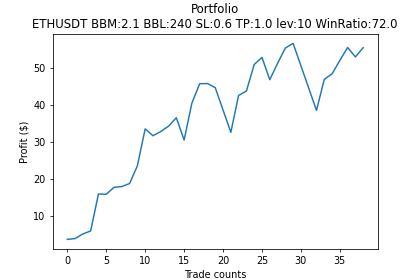 Portfolio
ETHUSDT BBM:2.1 BBL:240 SL:0.6 TP:1.0 lev:10 WinRatio:72.0
50
40
30
20
10
Profit ($)
0 5 10 15 20 25 30 35
Trade counts